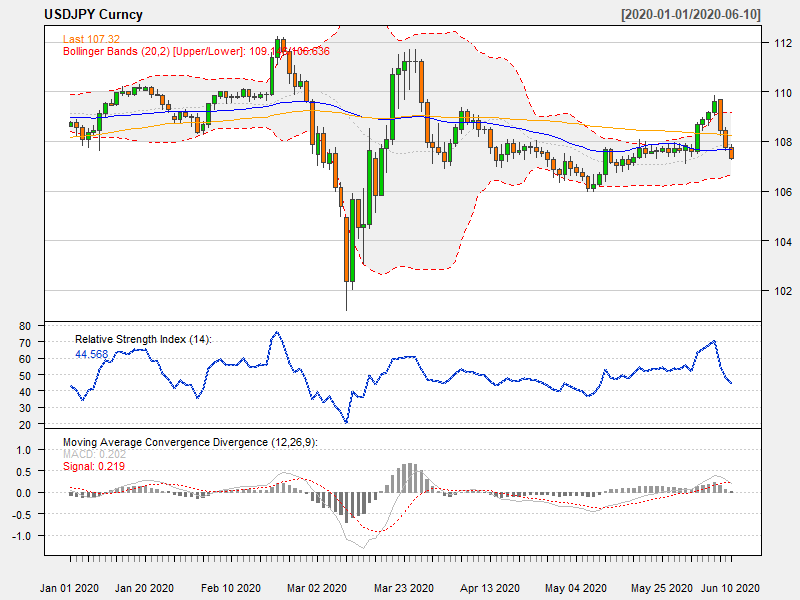 USDJPY Curncy [2020-01-01/2020-06-10]
Last 107.32
Bollinger Bands (20,2) [Upper/Lower]: 109.145/106.636
112
110
108
106
104
102
Relative Strength Index (14):
44.568
80
70
60
50
40
30
20
Moving Average Convergence Divergence (12,26,9):
MACD: 0.202
Signal: 0.219
1.0
0.5
0.0
-0.5
-1.0
Jan 01 2020 Jan 20 2020 Feb 10 2020 Mar 02 2020 Mar 23 2020 Apr 13 2020 May 04 2020 May 25 2020 Jun 10 2020